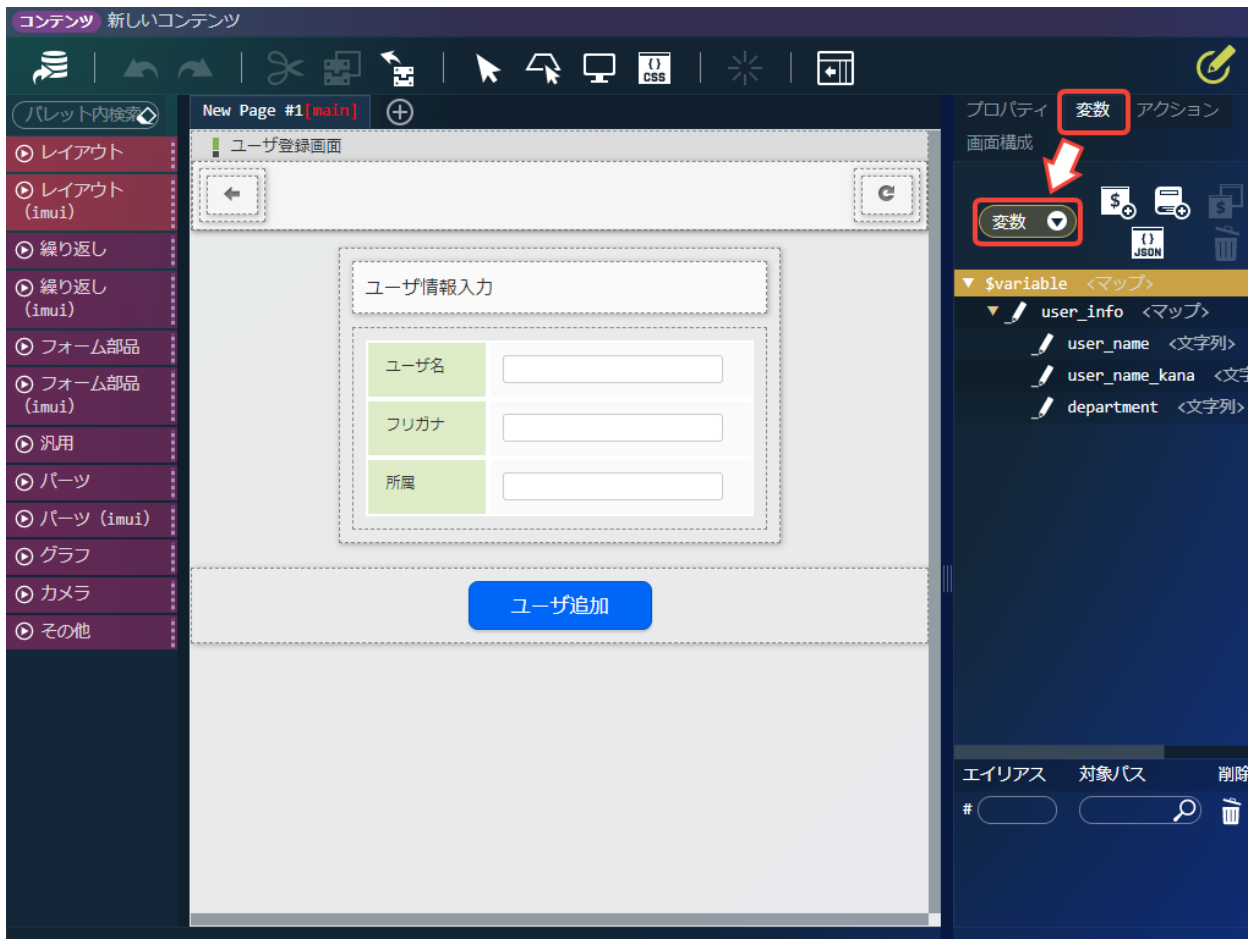 コンテンツ 新しいコンテンツ
{}
CSS
パレット内検索
New Page #1[main]
プロパティ 変数 アクション
画面構成
レイアウト
レイアウト
(imui)
繰り返し
繰り返し
(imui)
フォーム部品
フォーム部品
(imui)
汎用
パーツ
パーツ (imui)
グラフ
カメラ
その他
ユーザ登録画面
ユーザ情報入力
ユーザ名
フリガナ
所属
ユーザ追加
変数
$
$
{}
JSON
$variable <マップ>
user_info <マップ>
user_name <文字列>
user_name_kana <文字
department <文字列>
エイリアス 対象パス 削除
#